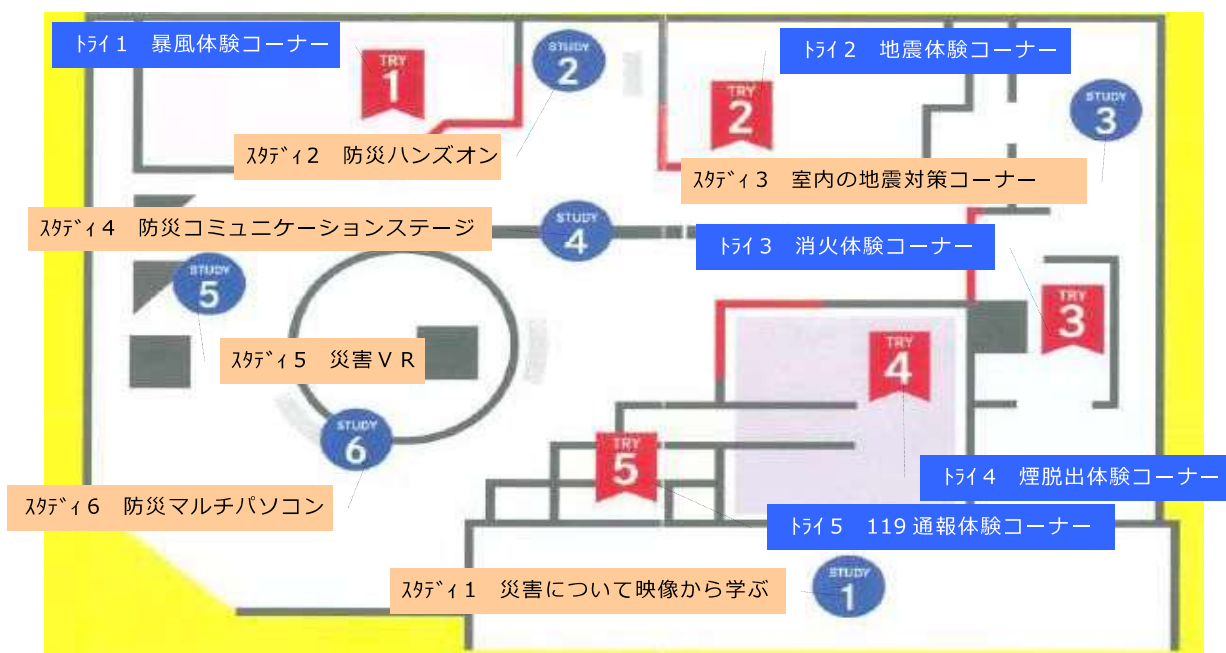 ﾄﾗｲ１　暴風体験コーナー
TRY
1
STUDY
2
ﾄﾗｲ２　地震体験コーナー
TRY
2
STUDY
3
ｽﾀﾃﾞｨ2　防災ハンズオン
ｽﾀﾃﾞｨ３　室内の地震対策コーナー
ｽﾀﾃﾞｨ４　防災コミュニケーションステージ
STUDY
4
ﾄﾗｲ３　消火体験コーナー
STUDY
5
TRY
3
ｽﾀﾃﾞｨ５　災害ＶＲ
TRY
4
STUDY
6
TRY
5
ﾄﾗｲ４　煙脱出体験コーナー
ｽﾀﾃﾞｨ６　防災マルチパソコン
ﾄﾗｲ５　119通報体験コーナー
ｽﾀﾃﾞｨ１　災害について映像から学ぶ
STUDY
1